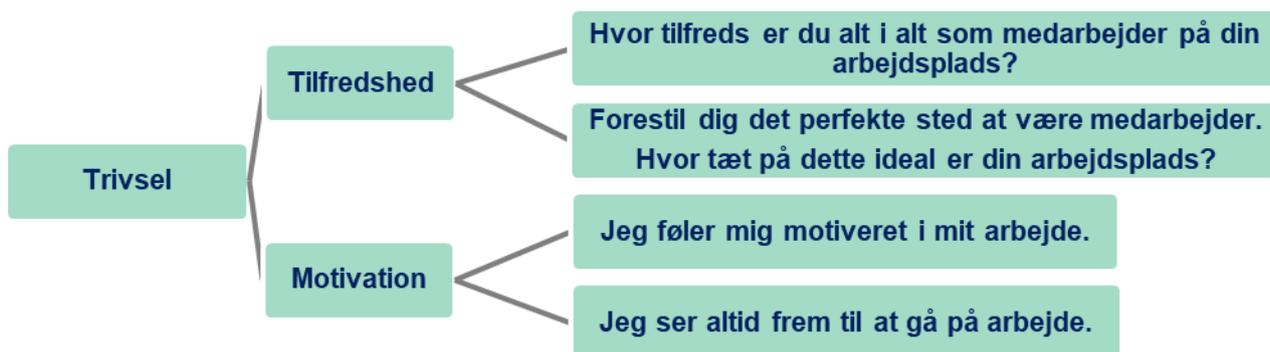 Hvor tilfreds er du alt i alt som medarbejder på din
arbejdsplads?
Tilfredshed
Forestil dig det perfekte sted at være medarbejder.
Hvor tæt på dette ideal er din arbejdsplads?
Trivsel
Jeg føler mig motiveret i mit arbejde.
Motivation
Jeg ser altid frem til at gå på arbejde.